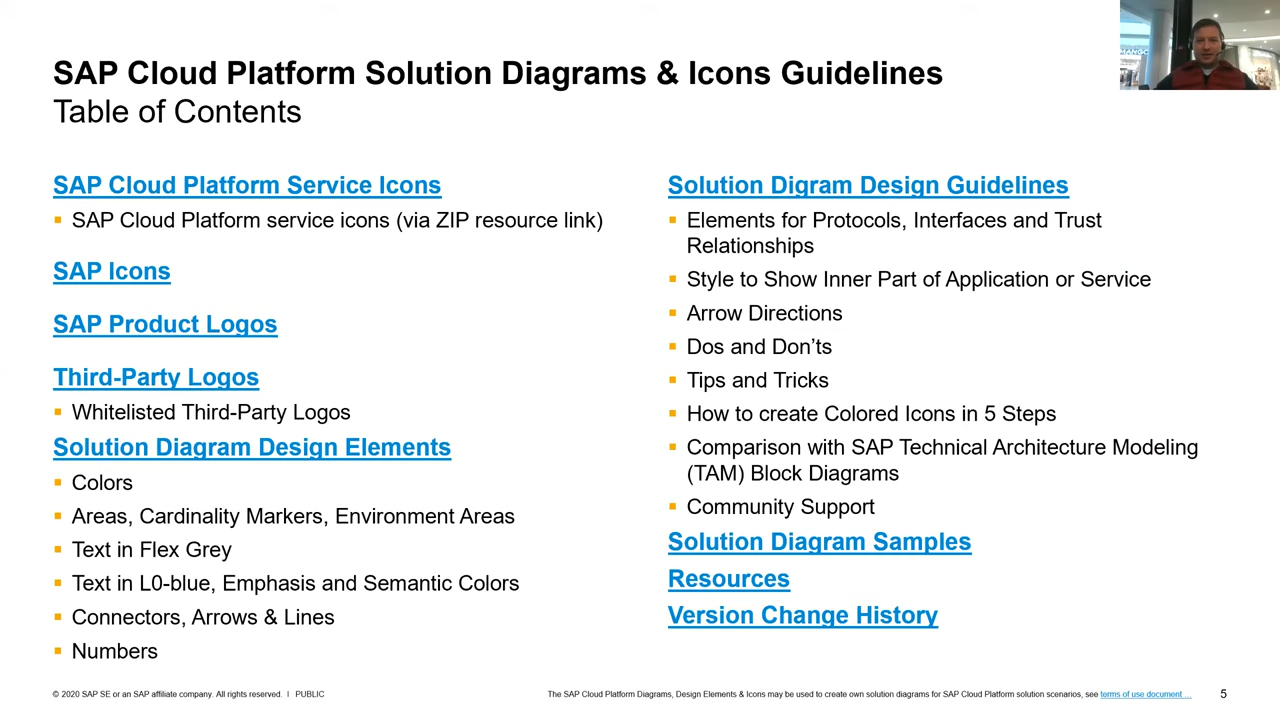 SAP Cloud Platform Solution Diagrams & Icons Guidelines
Table of Contents
SAP Cloud Platform Service Icons
SAP Cloud Platform service icons (via ZIP resource link)
SAP Icons
SAP Product Logos
Third-Party Logos
Whitelisted Third-Party Logos
Solution Diagram Design Elements
Colors
Areas, Cardinality Markers, Environment Areas
Text in Flex Grey
Text in L0-blue, Emphasis and Semantic Colors
Connectors, Arrows & Lines
Numbers
Solution Digram Design Guidelines
Elements for Protocols, Interfaces and Trust
Relationships
Style to Show Inner Part of Application or Service
Arrow Directions
Dos and Don’ts
Tips and Tricks
How to create Colored Icons in 5 Steps
Comparison with SAP Technical Architecture Modeling
(TAM) Block Diagrams
Community Support
Solution Diagram Samples
Resources
Version Change History
© 2020 SAP SE or an SAP affiliate company. All rights reserved. ǀ PUBLIC
The SAP Cloud Platform Diagrams, Design Elements & Icons may be used to create own solution diagrams for SAP Cloud Platform solution scenarios, see terms of use document ...
5
MANGO